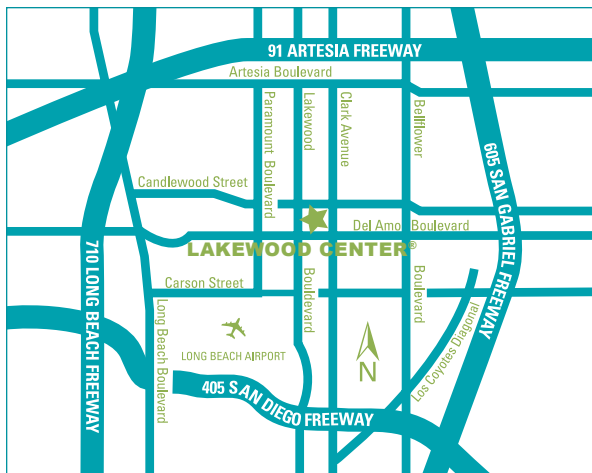 91 ARTESIA FREEWAY
Artesia Boulevard
Paramount Boulevard
Lakewood
Clark Avenue
Bellflower
605 SAN GABRIEL FREEWAY
Candlewood Street
Del Amo Boulevard
LAKEWOOD CENTER®
710 LONG BEACH FREEWAY
Carson Street
Long Beach Boulevard
Bouldevard
Boulevard
Los Coyotes Diagonal
LONG BEACH AIRPORT
N
405 SAN DIEGO FREEWAY